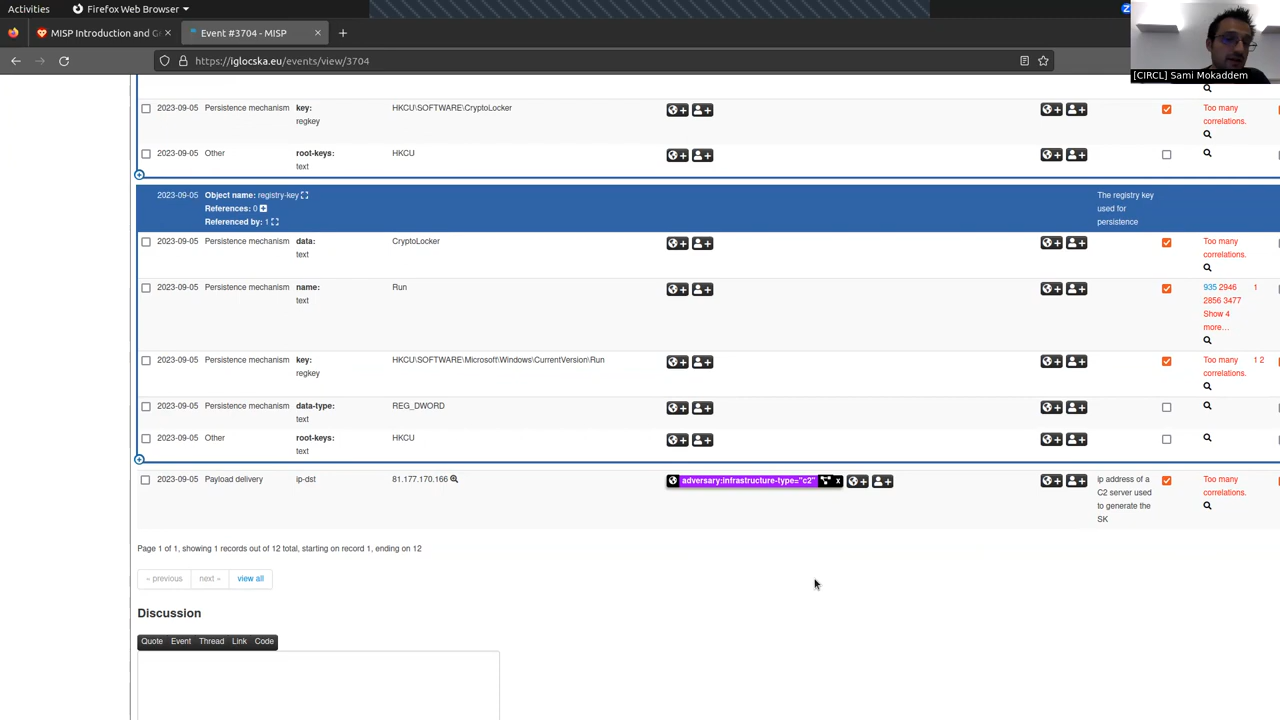 Activities
Firefox Web Browser
MISP Introduction and G
Event #3704 - MISP
https://iglocska.eu/events/view/3704
[CIRCL] Sami Mokaddem
2023-09-05 Persistence mechanism key: HKCU\SOFTWARE\CryptoLocker Too many
regkey correlations.
2023-09-05 Other root-keys: HKCU
text
2023-09-05 Object name: registry-key The registry key
References: 0 used for
Referenced by: 1 persistence
2023-09-05 Persistence mechanism data: CryptoLocker Too many
text correlations.
2023-09-05 Persistence mechanism name: Run 935 2946 1
text 2856 3477
Show 4
more...
2023-09-05 Persistence mechanism key: HKCU\SOFTWARE\Microsoft\Windows\CurrentVersion\Run Too many 1 2
regkey correlations.
2023-09-05 Persistence mechanism data-type: REG_DWORD
text
2023-09-05 Other root-keys: HKCU
text
2023-09-05 Payload delivery ip-dst 81.177.170.166 adversary:infrastructure-type="c2" x ip address of a Too many
C2 server used correlations.
to generate the
SK
Page 1 of 1, showing 1 records out of 12 total, starting on record 1, ending on 12
« previous next » view all
Discussion
Quote Event Thread Link Code